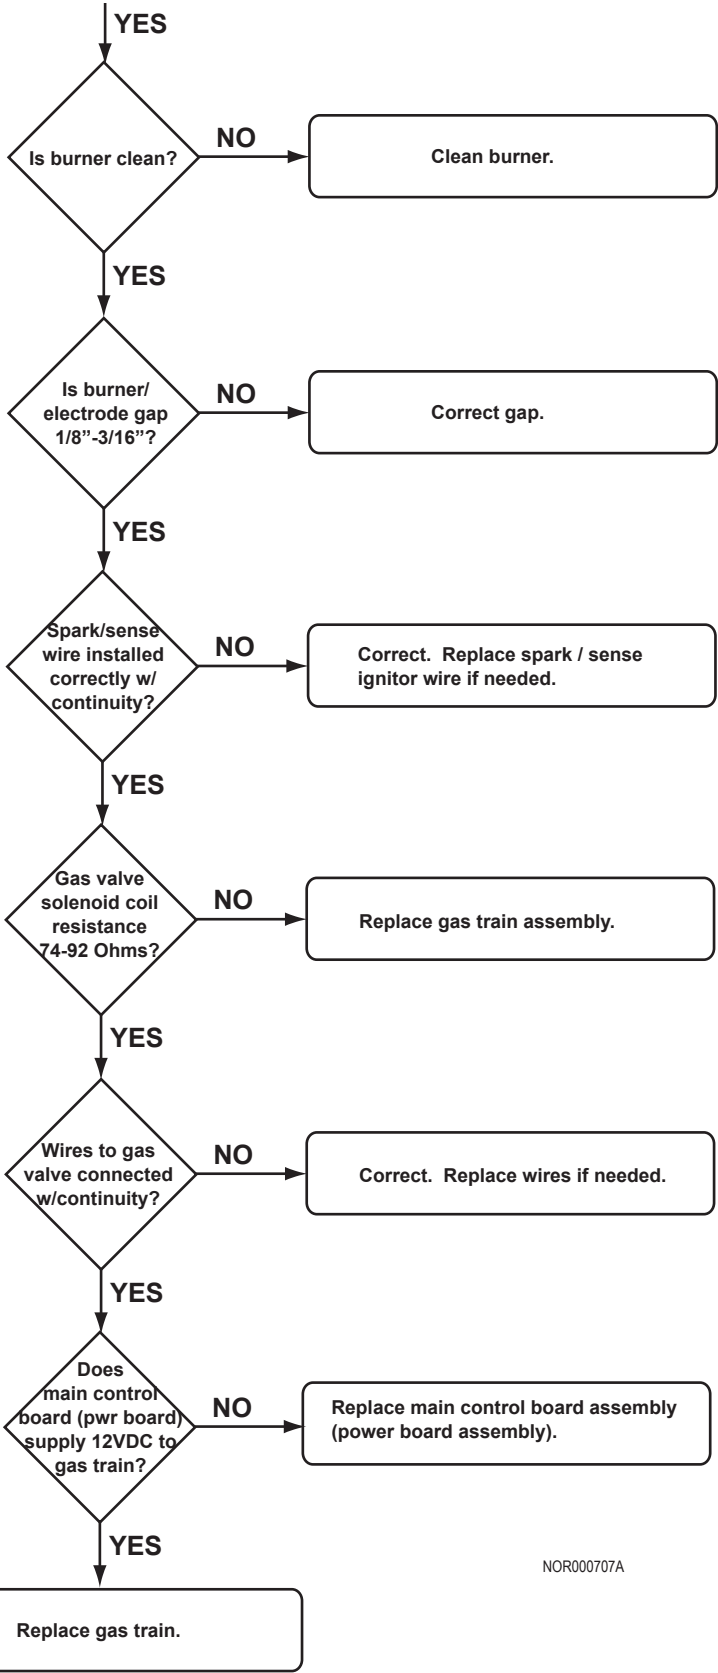 YES
Is burner clean?
NO
Clean burner.
YES
Is burner/
electrode gap
1/8”-3/16”?
NO
Correct gap.
YES
Spark/sense
wire installed
correctly w/
continuity?
NO
Correct.  Replace spark / sense
ignitor wire if needed.
YES
Gas valve
solenoid coil
resistance
74-92 Ohms?
NO
Replace gas train assembly.
YES
Wires to gas
valve connected
w/continuity?
NO
Correct.  Replace wires if needed.
YES
Does
main control
board (pwr board)
supply 12VDC to
gas train?
NO
Replace main control board assembly
(power board assembly).
YES
Replace gas train.
NOR000707A